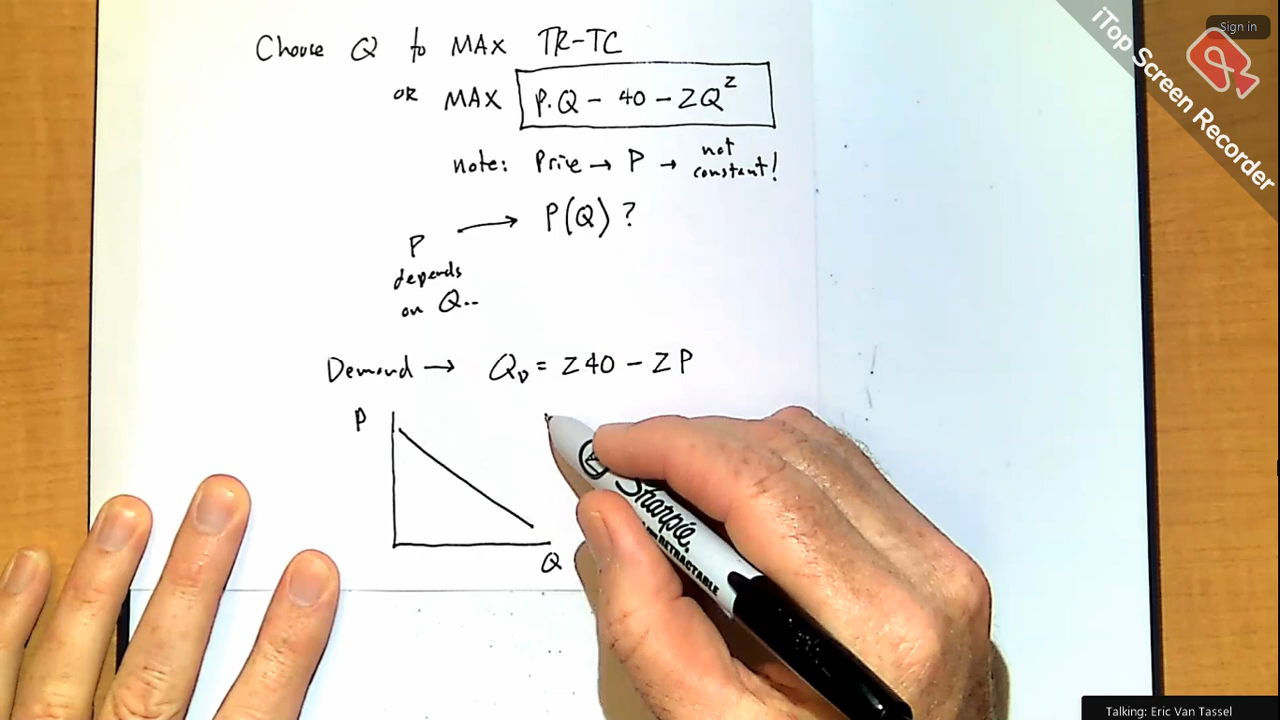 Choose Q to MAX TR-TC
OR MAX P.Q - 40 - 2Q²
note: Price → P → not constant!
P → P(Q) ?
depends
on Q..
Demand → Q_D = 240 - 2P
P
Q
Sharpie.
RETRACTABLE
iTop Screen Recorder
Sign in
Talking: Eric Van Tassel